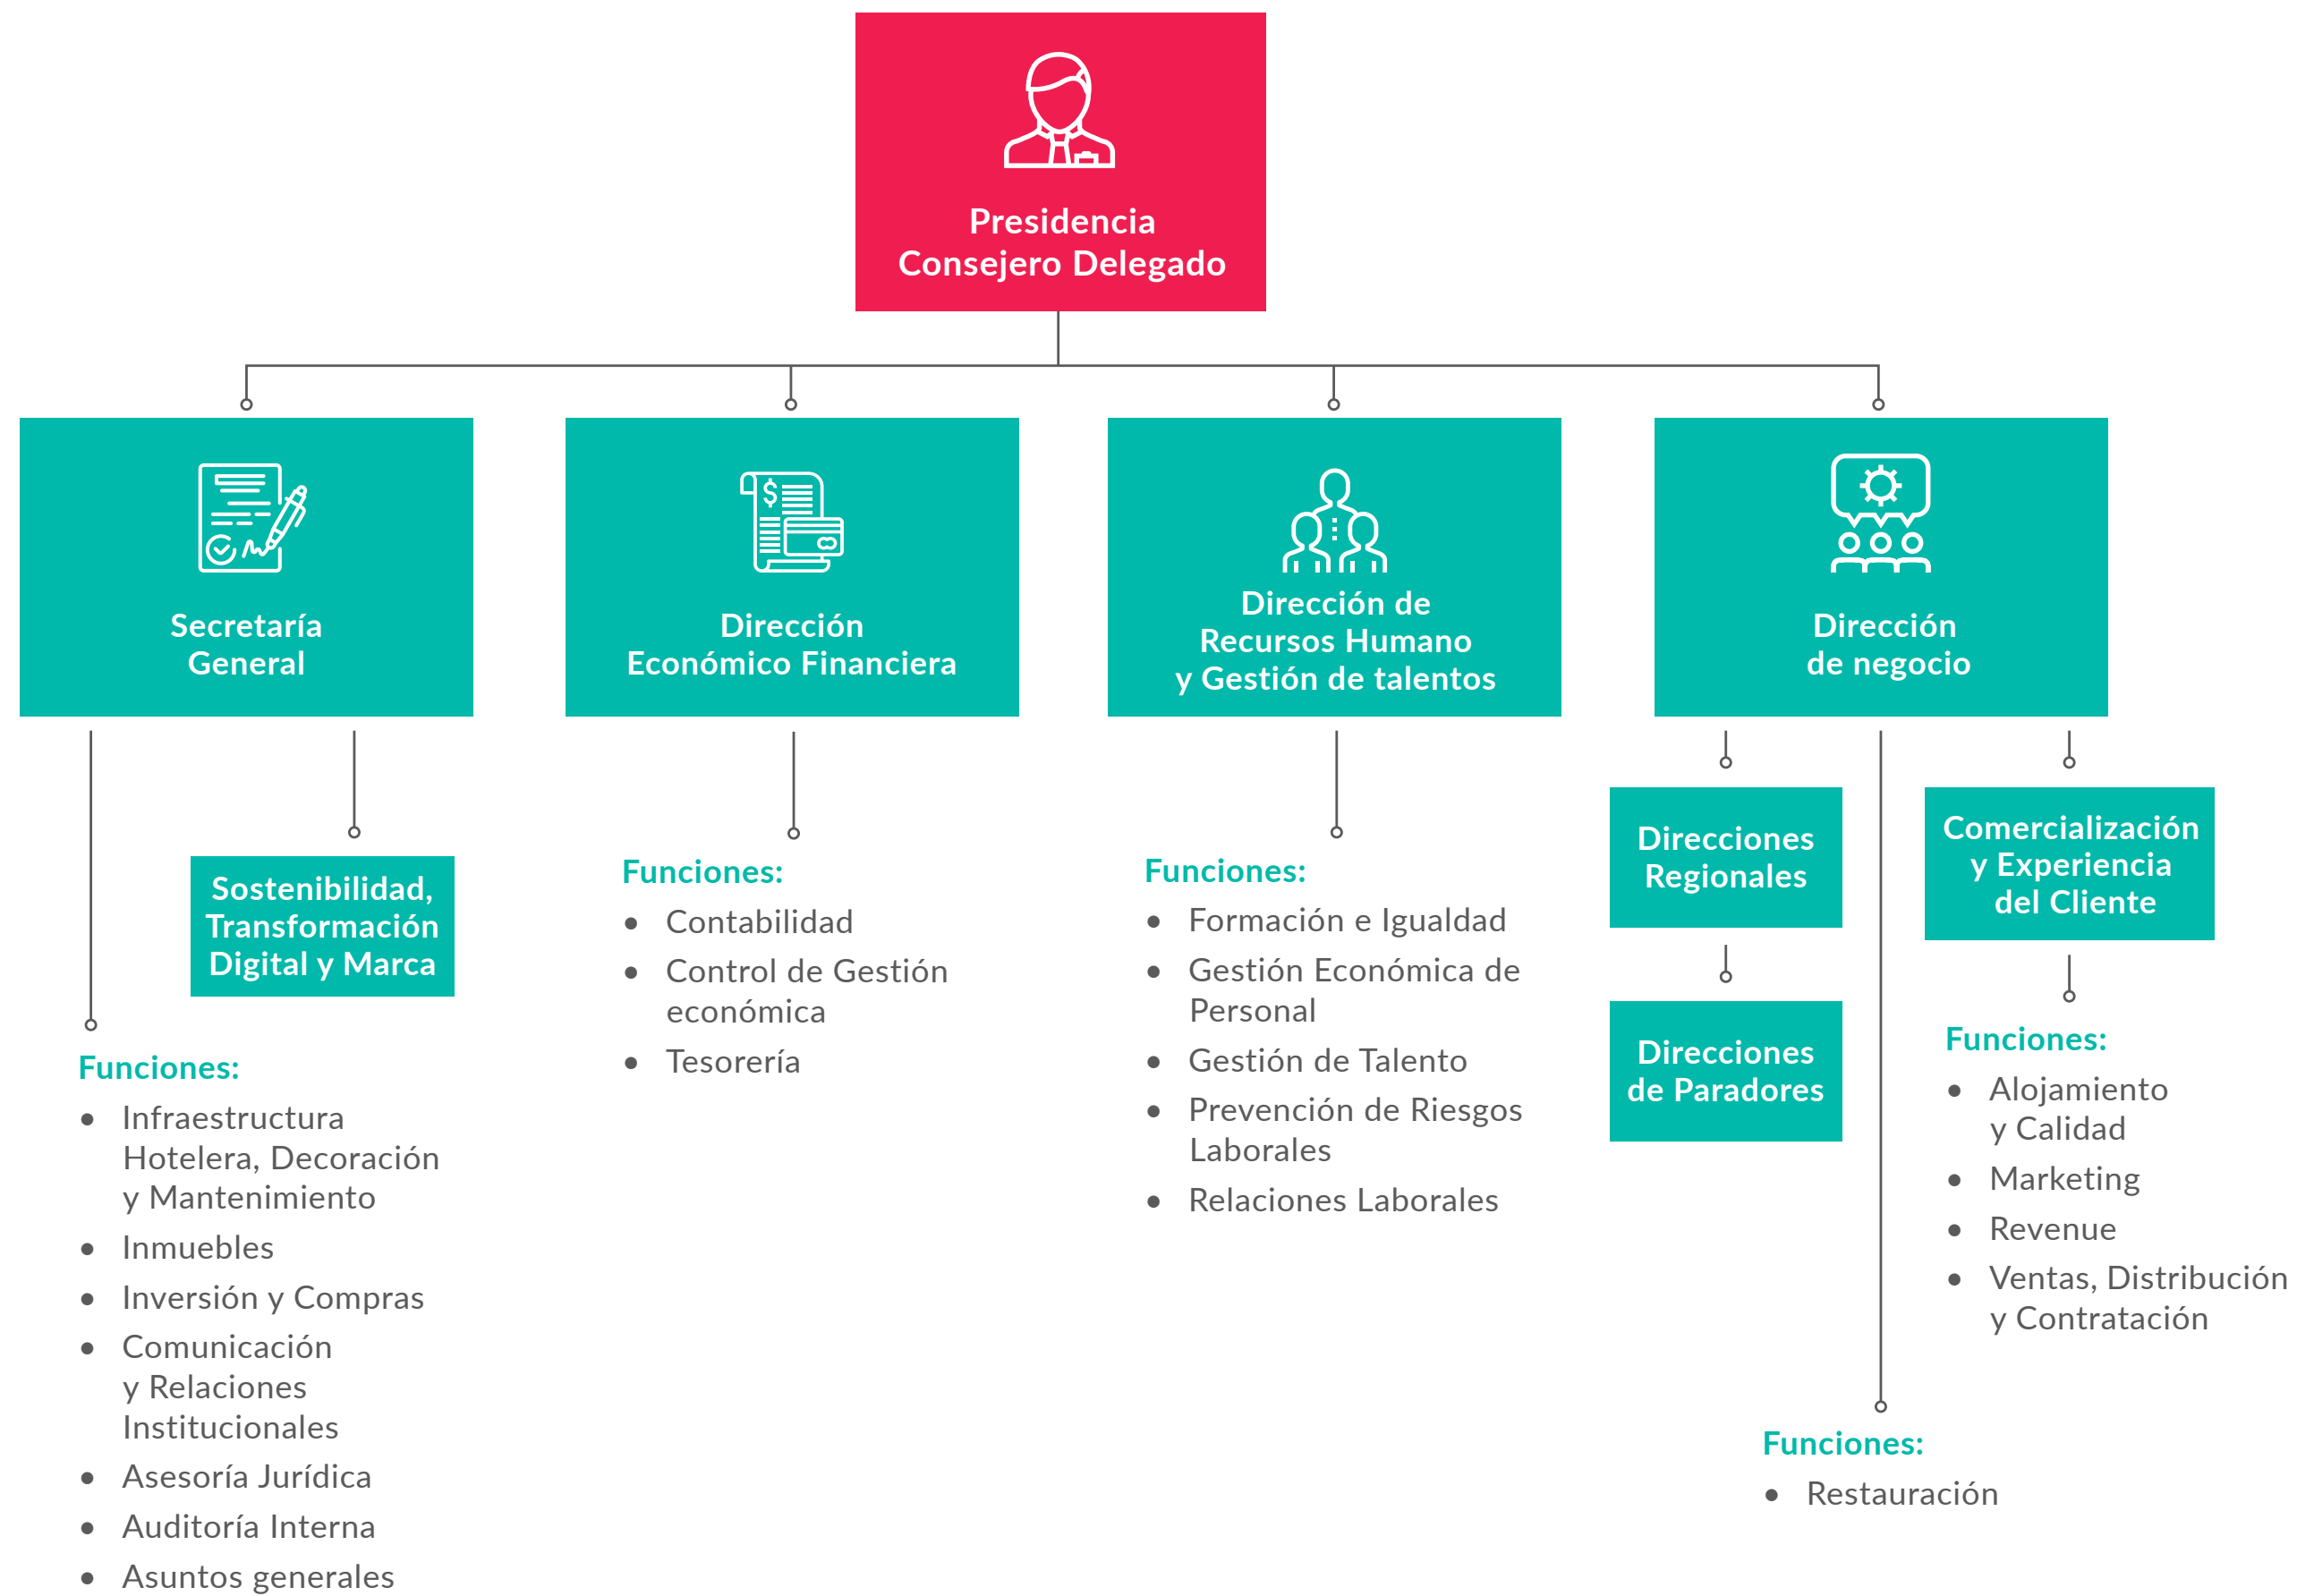 Presidencia
Consejero Delegado
Secretaría
General
Dirección
Económico Financiera
Dirección de
Recursos Humano
y Gestión de talentos
Dirección
de negocio
Sostenibilidad,
Transformación
Digital y Marca
Funciones:
• Infraestructura
Hotelera, Decoración
y Mantenimiento
• Inmuebles
• Inversión y Compras
• Comunicación
y Relaciones
Institucionales
• Asesoría Jurídica
• Auditoría Interna
• Asuntos generales
Funciones:
• Contabilidad
• Control de Gestión
económica
• Tesorería
Funciones:
• Formación e Igualdad
• Gestión Económica de
Personal
• Gestión de Talento
• Prevención de Riesgos
Laborales
• Relaciones Laborales
Direcciones
Regionales
Direcciones
de Paradores
Comercialización
y Experiencia
del Cliente
Funciones:
• Alojamiento
y Calidad
• Marketing
• Revenue
• Ventas, Distribución
y Contratación
Funciones:
• Restauración